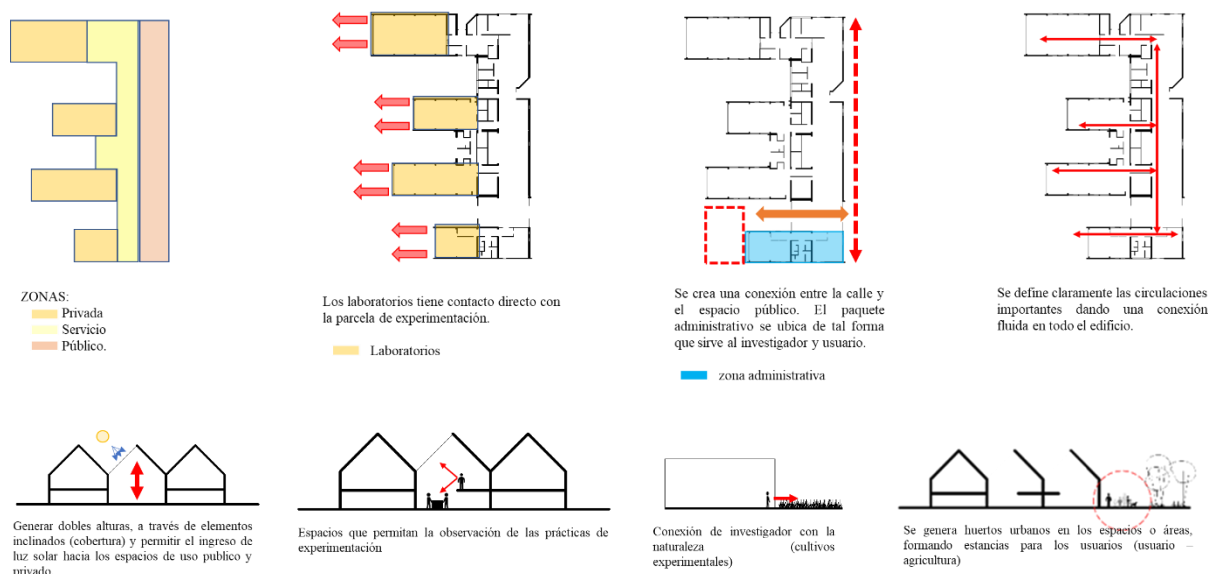 ZONAS:
Privada
Servicio
Público.
Los laboratorios tiene contacto directo con
la parcela de experimentación.
Laboratorios
Se crea una conexión entre la calle y
el espacio público. El paquete
administrativo se ubica de tal forma
que sirve al investigador y usuario.
zona administrativa
Se define claramente las circulaciones
importantes dando una conexión
fluida en todo el edificio.
Generar dobles alturas, a través de elementos
inclinados (cobertura) y permitir el ingreso de
luz solar hacia los espacios de uso publico y
privado
Espacios que permitan la observación de las prácticas de
experimentación
Conexión de investigador con la
naturaleza (cultivos
experimentales)
Se genera huertos urbanos en los espacios o áreas,
formando estancias para los usuarios (usuario –
agricultura)